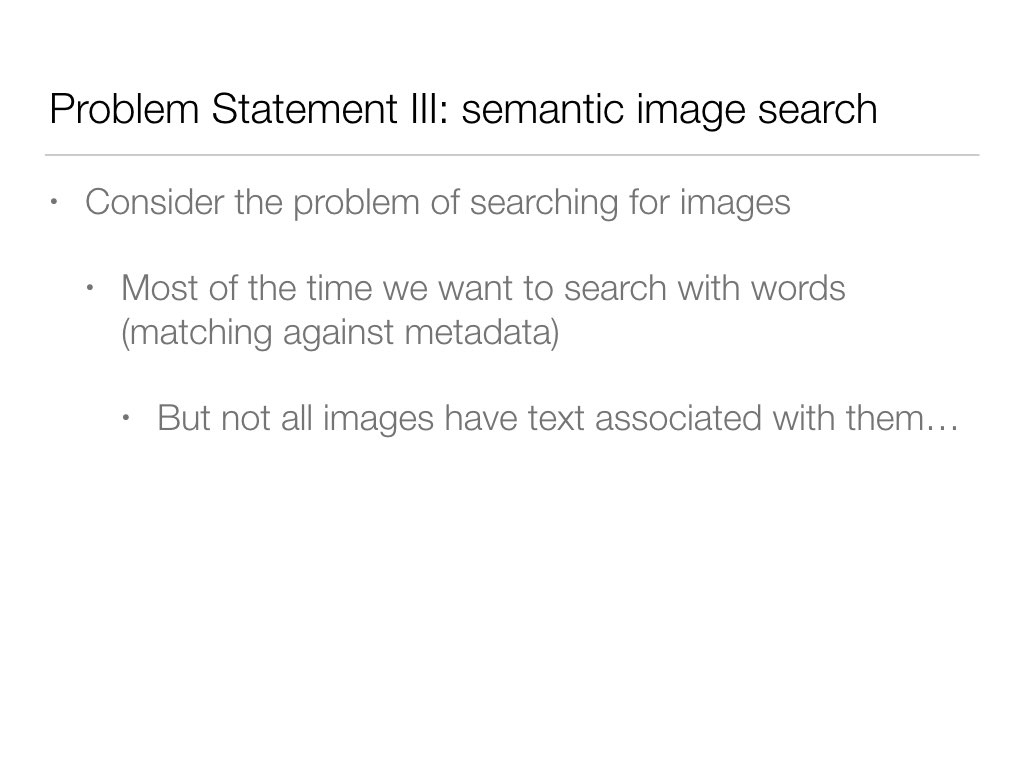 Problem Statement III: semantic image search
• Consider the problem of searching for images
• Most of the time we want to search with words
(matching against metadata)
• But not all images have text associated with them…